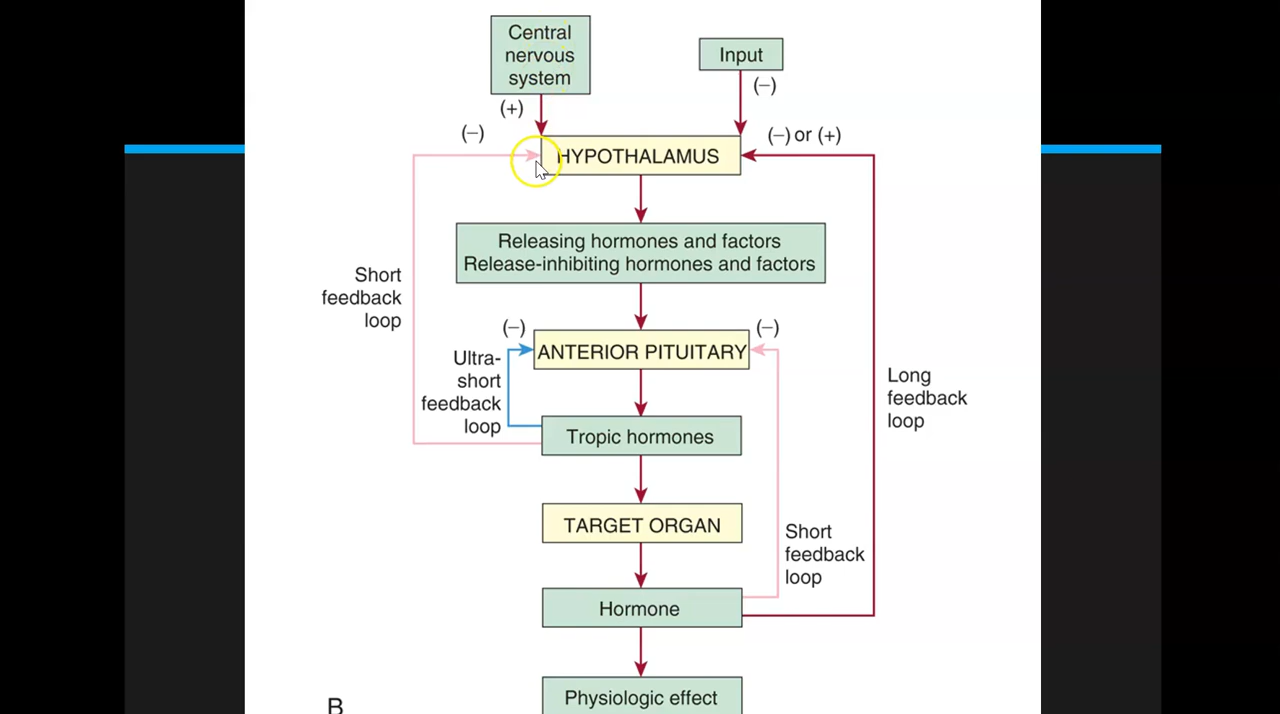 Central
nervous
system
Input
(+)
(–)
(–)
(–) or (+)
HYPOTHALAMUS
Releasing hormones and factors
Release-inhibiting hormones and factors
Short
feedback
loop
(–)
(–)
ANTERIOR PITUITARY
Ultra-
short
feedback
loop
Long
feedback
loop
Tropic hormones
TARGET ORGAN
Short
feedback
loop
Hormone
Physiologic effect
B